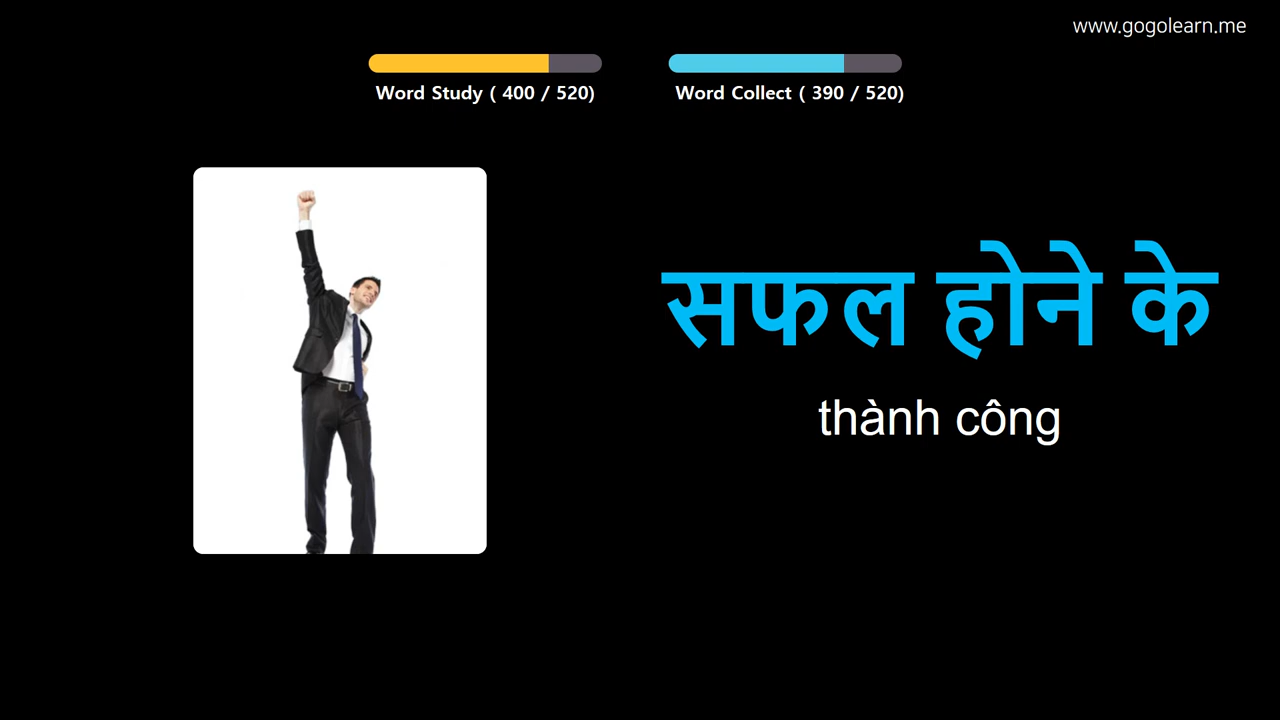 www.gogolearn.me
Word Study ( 400 / 520)
Word Collect ( 390 / 520)
सफल होने के
thành công